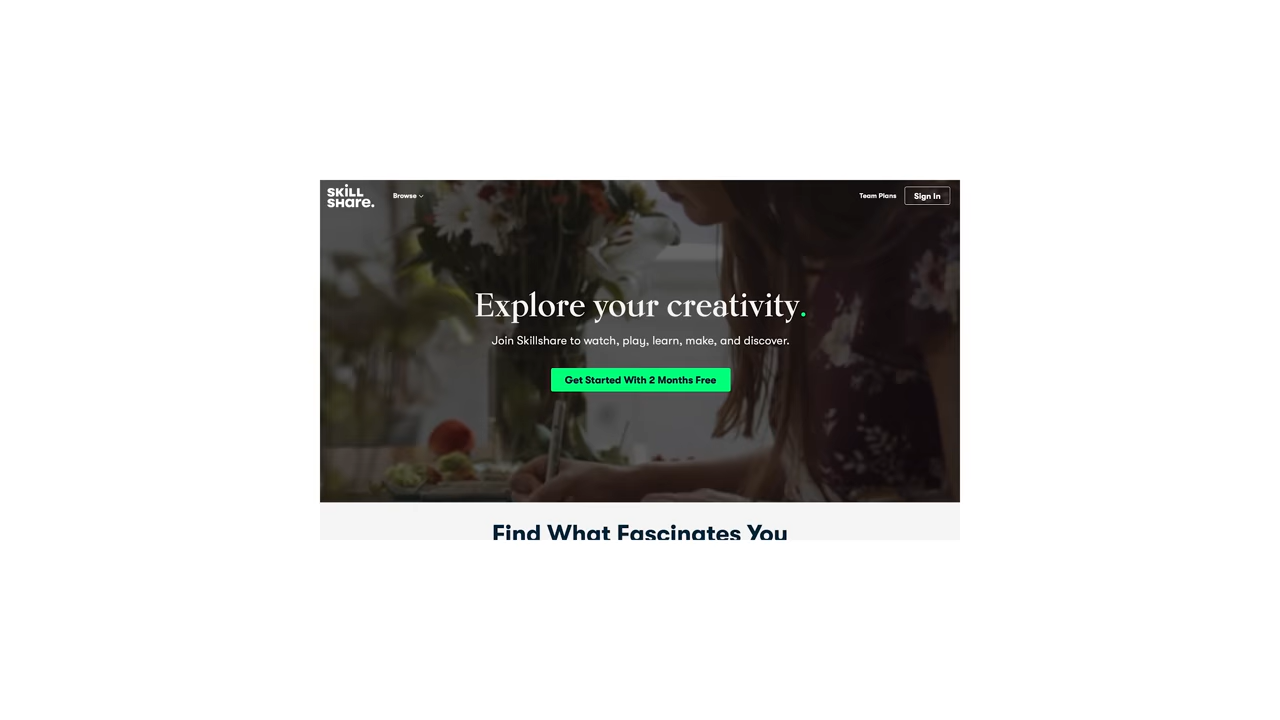 SKiLL
sHare.
Browse
Team Plans
Sign In
Explore your creativity.
Join Skillshare to watch, play, learn, make, and discover.
Get Started With 2 Months Free
Find What Fascinates You